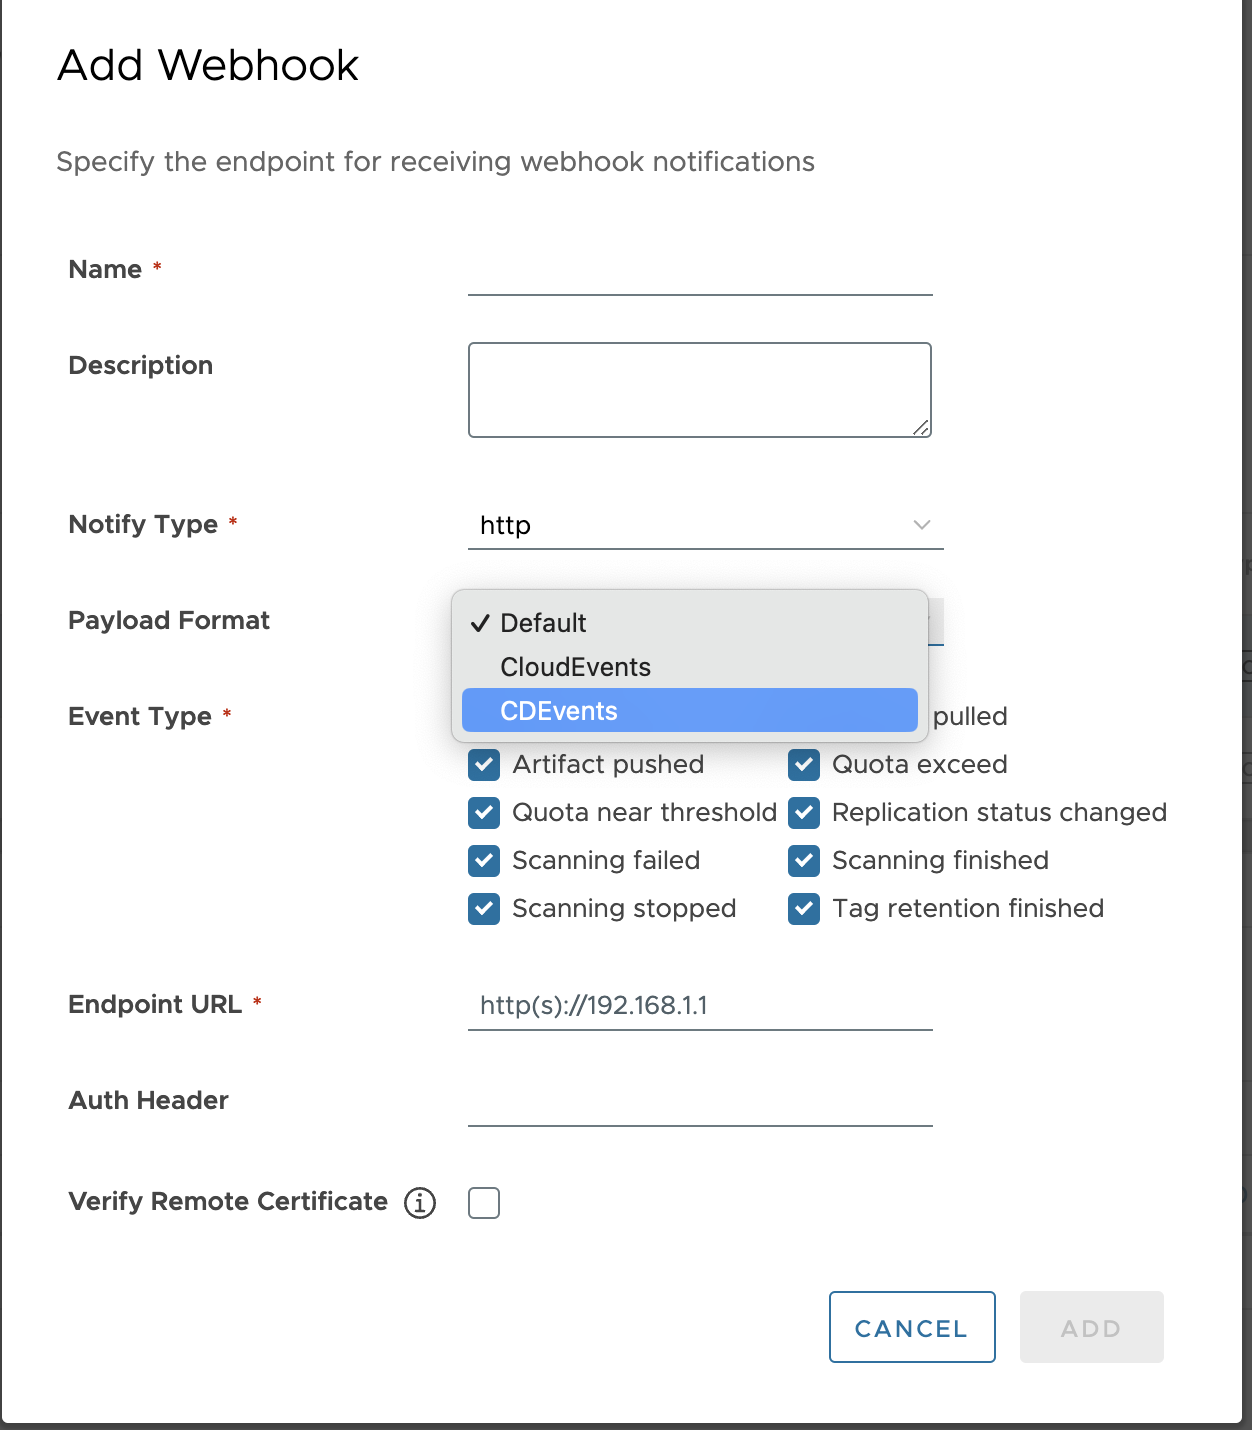 Add Webhook
Specify the endpoint for receiving webhook notifications
Name *
Description
Notify Type * http
Payload Format
✓ Default
CloudEvents
CDEvents
Event Type * pulled
Artifact pushed Quota exceed
Quota near threshold Replication status changed
Scanning failed Scanning finished
Scanning stopped Tag retention finished
Endpoint URL * http(s)://192.168.1.1
Auth Header
Verify Remote Certificate
CANCEL ADD